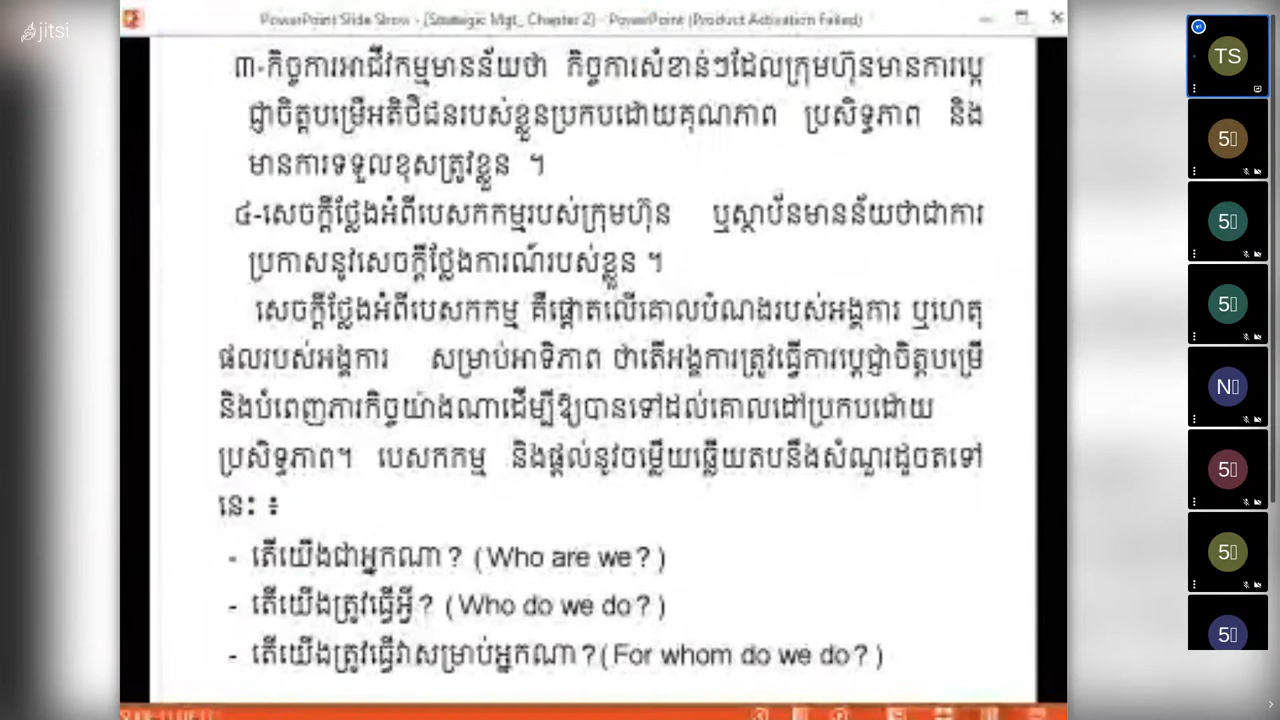 jitsi
PowerPoint Slide Show - [Strategic Mgt_ Chapter 2] - PowerPoint (Product Activation Failed)
៣-កិច្ចការអាជីវកម្មមានន័យថា កិច្ចការសំខាន់ៗដែលក្រុមហ៊ុនមានការប្តេ
ជ្ញាចិត្តបម្រើអតិថិជនរបស់ខ្លួនប្រកបដោយគុណភាព ប្រសិទ្ធភាព និង
មានការទទួលខុសត្រូវខ្លួន ។
៤-សេចក្តីថ្លែងអំពីបេសកកម្មរបស់ក្រុមហ៊ុន ឬស្ថាប័នមានន័យថាជាការ
ប្រកាសនូវសេចក្តីថ្លែងការណ៍របស់ខ្លួន ។
សេចក្តីថ្លែងអំពីបេសកកម្ម គឺផ្តោតលើគោលបំណងរបស់អង្គការ ឬហេតុ
ផលរបស់អង្គការ សម្រាប់អាទិភាព ថាតើអង្គការត្រូវធ្វើការប្តេជ្ញាចិត្តបម្រើ
និងបំពេញភារកិច្ចយ៉ាងណាដើម្បីឱ្យបានទៅដល់គោលដៅប្រកបដោយ
ប្រសិទ្ធភាព។ បេសកកម្ម និងផ្តល់នូវចម្លើយឆ្លើយតបនឹងសំណួរដូចតទៅ
នេះ ៖
- តើយើងជាអ្នកណា? (Who are we?)
- តើយើងត្រូវធ្វើអ្វី? (Who do we do?)
- តើយើងត្រូវធ្វើវាសម្រាប់អ្នកណា?(For whom do we do?)
TS
5
5
5
N
5
5
5